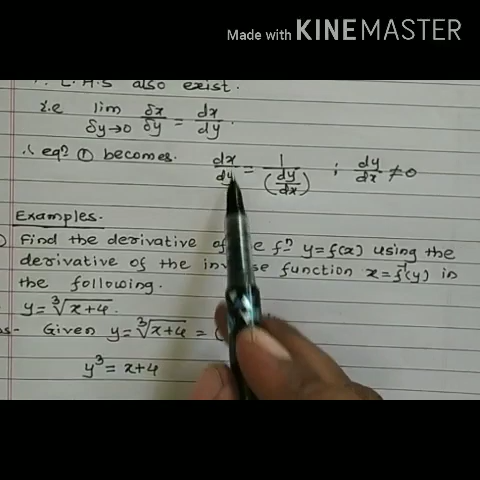 Made with KINEMASTER
∴ L.H.S also exist.
i.e lim δy→0 δx/δy = dx/dy.
∴ eqⁿ ① becomes. dx/dy = 1/(dy/dx) ; dy/dx ≠ 0
Examples.
Find the derivative of fⁿ y=f(x) using the
derivative of the function x=f⁻¹(y) in
the following.
y=∛(x+4).
Given y=∛(x+4) = (
y³ = x+4